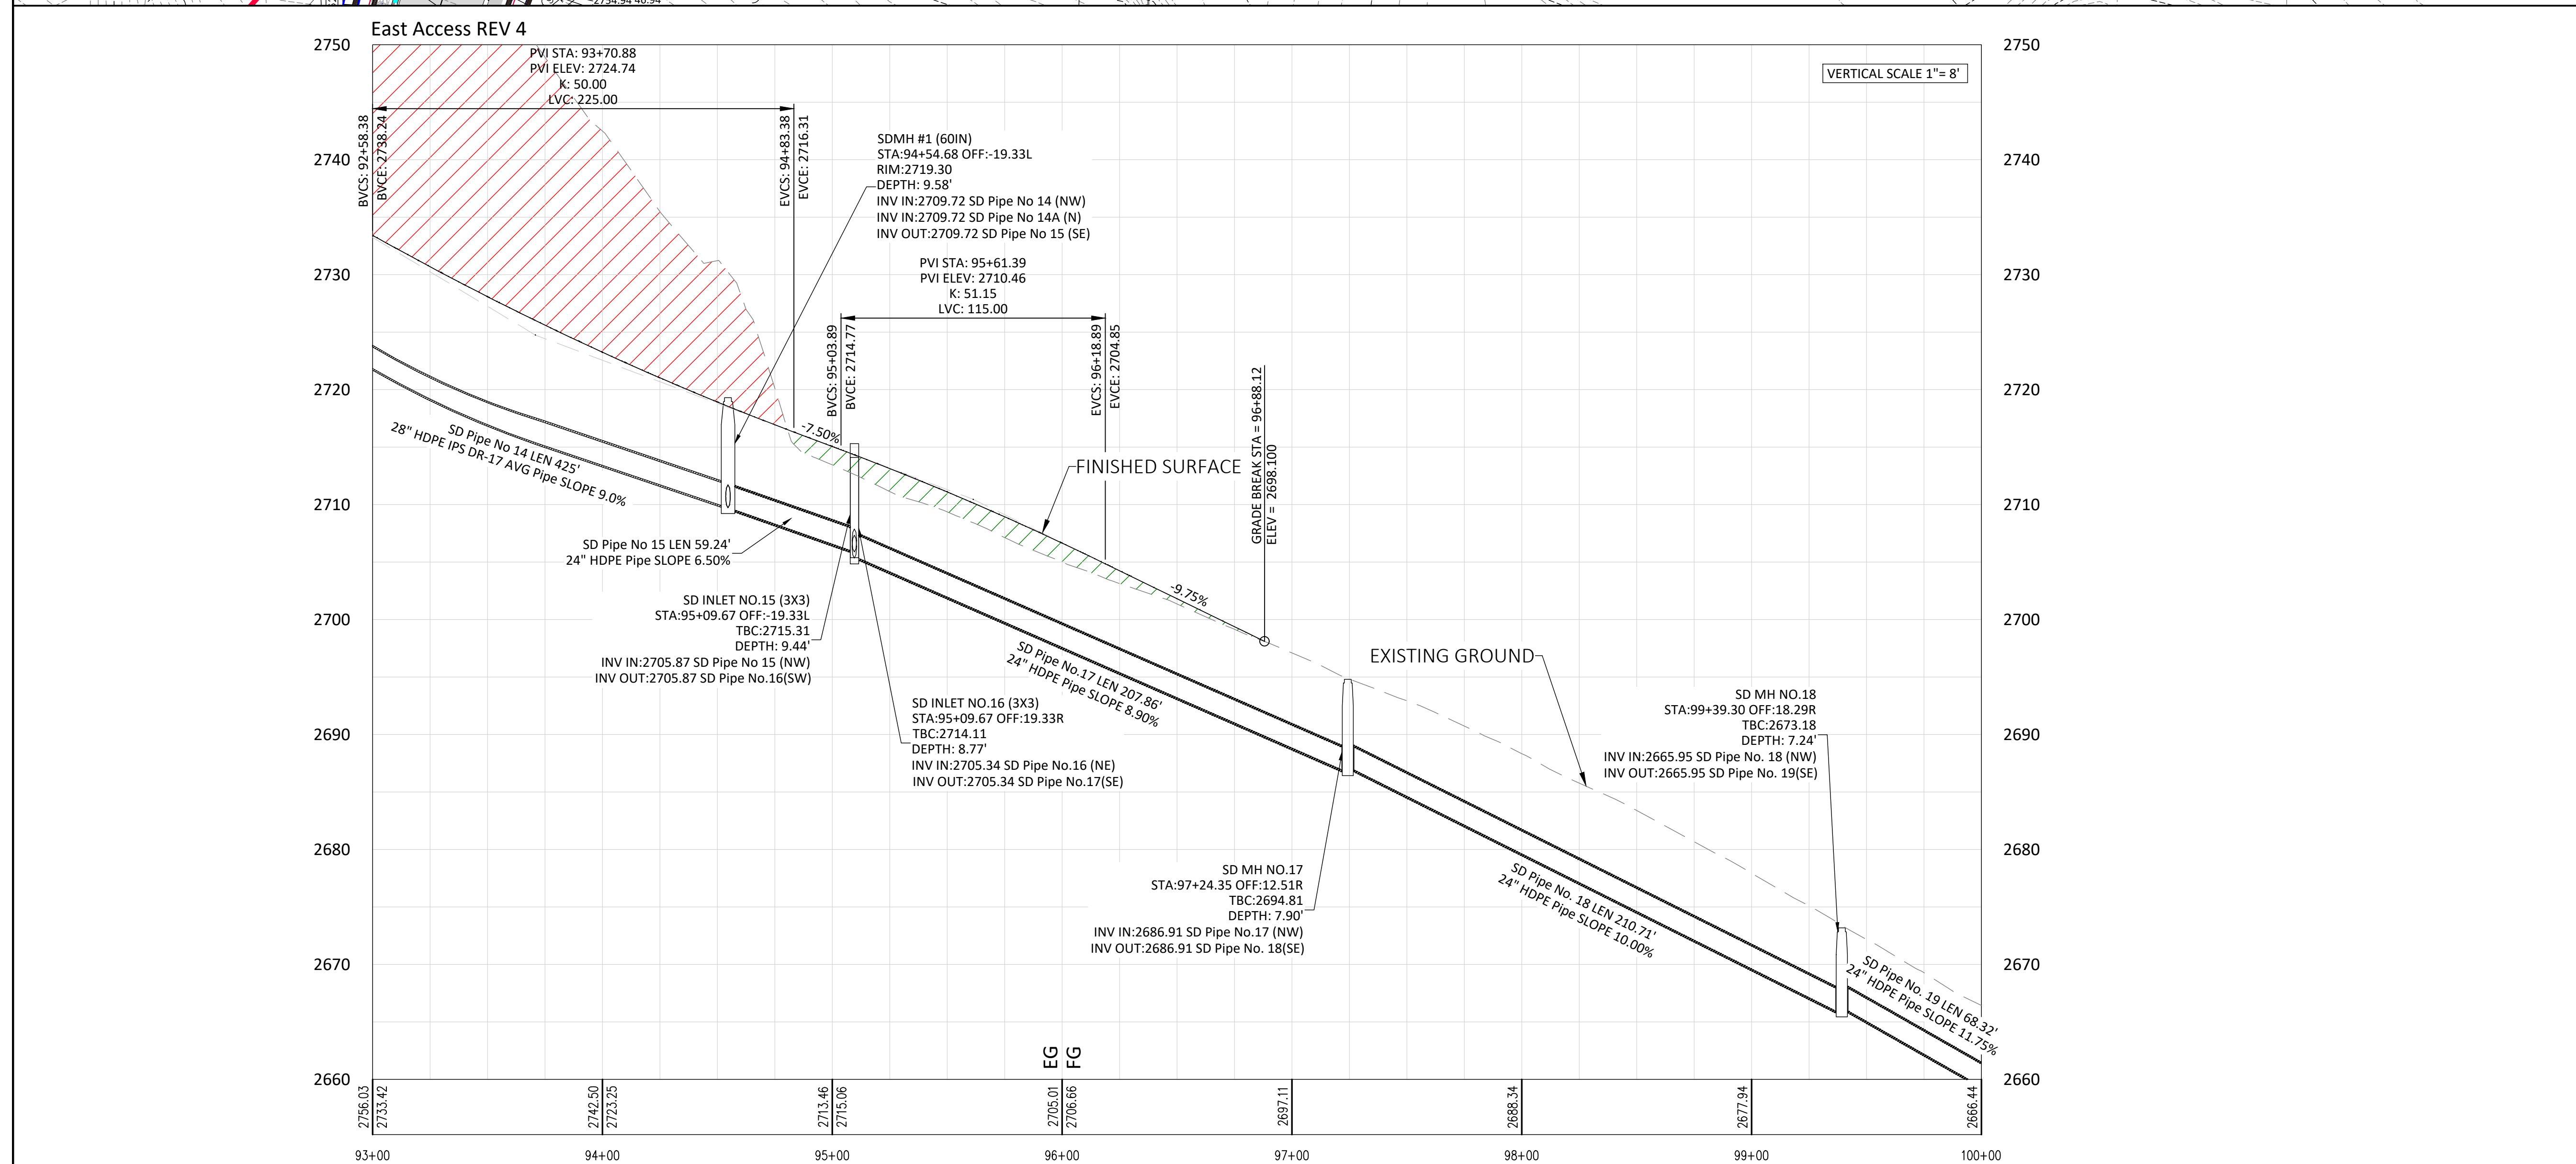 East Access REV 4
VERTICAL SCALE 1"= 8'
PVI STA: 93+70.88
PVI ELEV: 2724.74
K: 50.00
LVC: 225.00
BVCS: 92+58.38
BVCE: 2738.24
EVCS: 94+83.38
EVCE: 2716.31
SDMH #1 (60IN)
STA:94+54.68 OFF:-19.33L
RIM:2719.30
DEPTH: 9.58'
INV IN:2709.72 SD Pipe No 14 (NW)
INV IN:2709.72 SD Pipe No 14A (N)
INV OUT:2709.72 SD Pipe No 15 (SE)
PVI STA: 95+61.39
PVI ELEV: 2710.46
K: 51.15
LVC: 115.00
BVCS: 95+03.89
BVCE: 2714.77
EVCS: 96+18.89
EVCE: 2704.85
GRADE BREAK STA = 96+88.12
ELEV = 2698.100
-7.50%
FINISHED SURFACE
-9.75%
SD Pipe No 14 LEN 425'
28" HDPE IPS DR-17 AVG Pipe SLOPE 9.0%
SD Pipe No 15 LEN 59.24'
24" HDPE Pipe SLOPE 6.50%
SD INLET NO.15 (3X3)
STA:95+09.67 OFF:-19.33L
TBC:2715.31
DEPTH: 9.44'
INV IN:2705.87 SD Pipe No 15 (NW)
INV OUT:2705.87 SD Pipe No.16(SW)
SD Pipe No.17 LEN 207.86'
24" HDPE Pipe SLOPE 8.90%
EXISTING GROUND
SD INLET NO.16 (3X3)
STA:95+09.67 OFF:19.33R
TBC:2714.11
DEPTH: 8.77'
INV IN:2705.34 SD Pipe No.16 (NE)
INV OUT:2705.34 SD Pipe No.17(SE)
SD MH NO.18
STA:99+39.30 OFF:18.29R
TBC:2673.18
DEPTH: 7.24'
INV IN:2665.95 SD Pipe No. 18 (NW)
INV OUT:2665.95 SD Pipe No. 19(SE)
SD MH NO.17
STA:97+24.35 OFF:12.51R
TBC:2694.81
DEPTH: 7.90'
INV IN:2686.91 SD Pipe No.17 (NW)
INV OUT:2686.91 SD Pipe No. 18(SE)
SD Pipe No. 18 LEN 210.71'
24" HDPE Pipe SLOPE 10.00%
SD Pipe No. 19 LEN 68.32'
24" HDPE Pipe SLOPE 11.75%
2750
2740
2730
2720
2710
2700
2690
2680
2670
2660
2750
2740
2730
2720
2710
2700
2690
2680
2670
2660
EG
FG
2756.03
2733.42
2742.50
2723.25
2713.46
2715.06
2705.01
2706.66
2697.11
2688.34
2677.94
2666.44
93+00 94+00 95+00 96+00 97+00 98+00 99+00 100+00